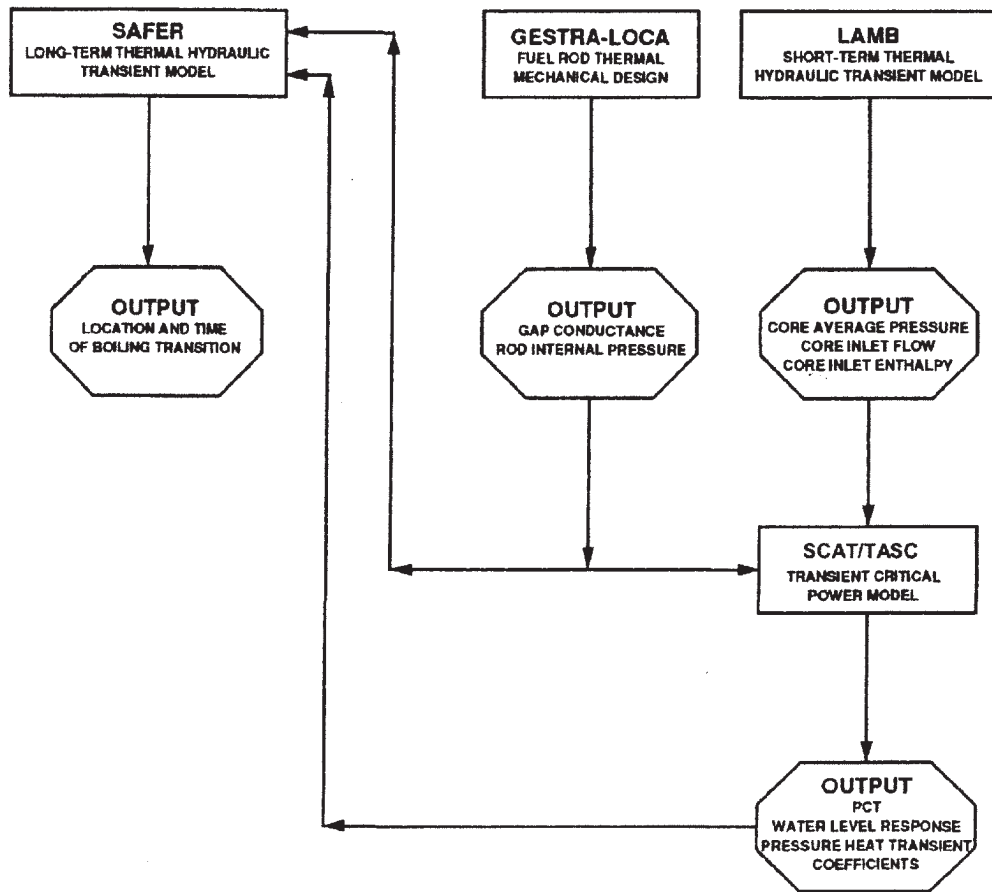 SAFER
LONG-TERM THERMAL HYDRAULIC
TRANSIENT MODEL
GESTRA-LOCA
FUEL ROD THERMAL
MECHANICAL DESIGN
LAMB
SHORT-TERM THERMAL
HYDRAULIC TRANSIENT MODEL
OUTPUT
LOCATION AND TIME
OF BOILING TRANSITION
OUTPUT
GAP CONDUCTANCE
ROD INTERNAL PRESSURE
OUTPUT
CORE AVERAGE PRESSURE
CORE INLET FLOW
CORE INLET ENTHALPY
SCAT/TASC
TRANSIENT CRITICAL
POWER MODEL
OUTPUT
PCT
WATER LEVEL RESPONSE
PRESSURE HEAT TRANSIENT
COEFFICIENTS